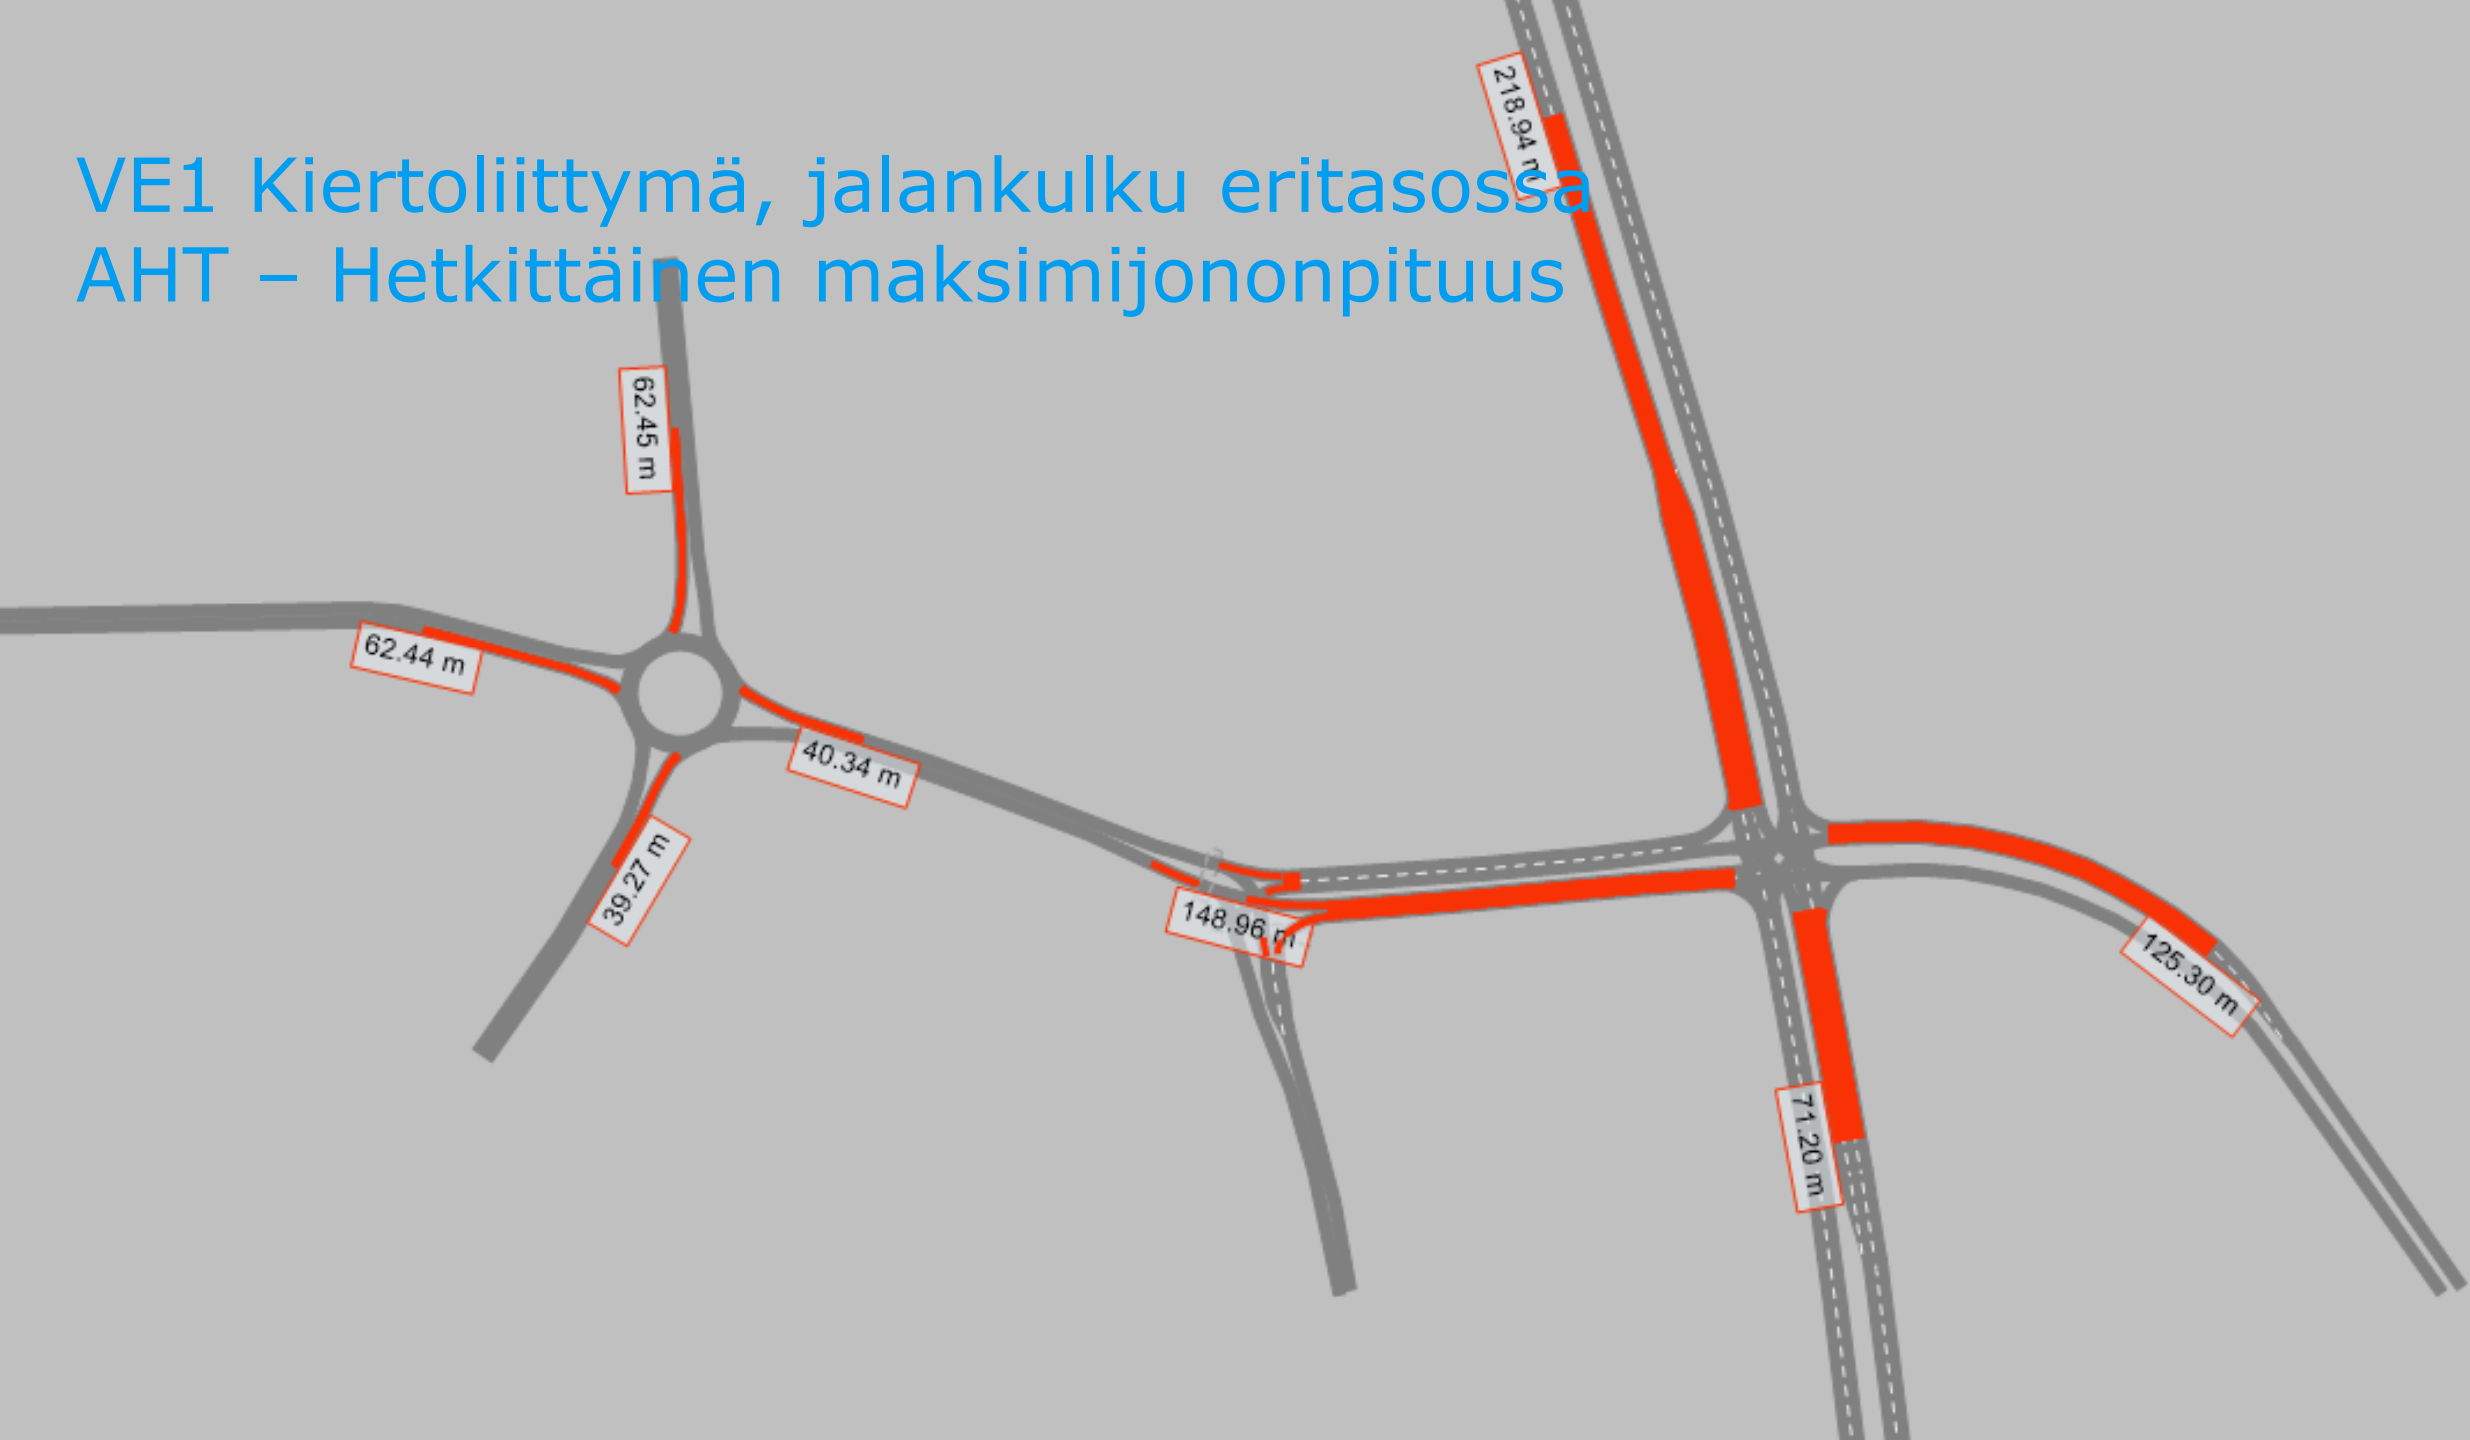 VE1 Kiertoliittymä, jalankulku eritasossa
AHT – Hetkittäinen maksimijononpituus
218.94 m
62.45 m
62.44 m
40.34 m
39.27 m
148.96 m
125.30 m
71.20 m